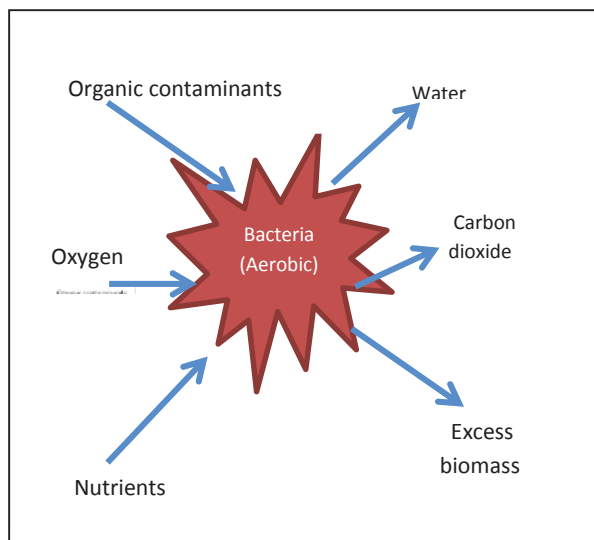 Organic contaminants
Water
Bacteria
(Aerobic)
Carbon
dioxide
Oxygen
Nutrients
Excess
biomass